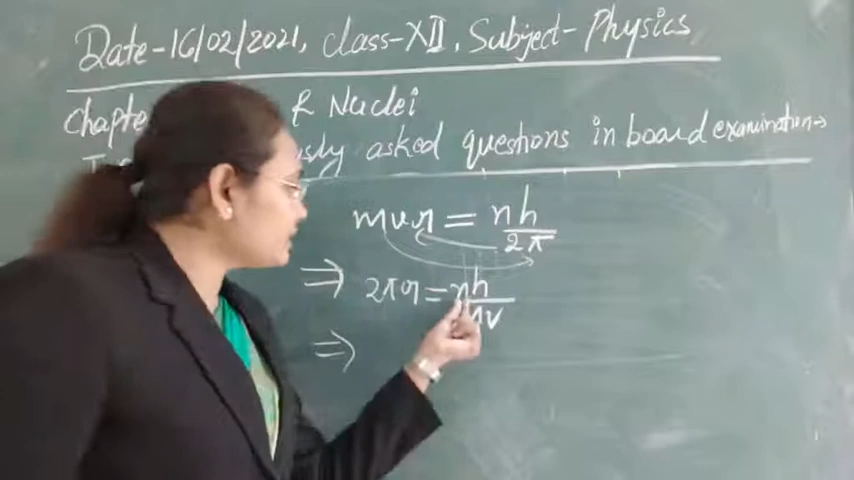 Date-16/02/2021, class-XII, Subject- Physics
Chapte & Nuclei
asked questions in board examination→
mvr = nh/2π
⇒ 2πr = nh/mv
⇒